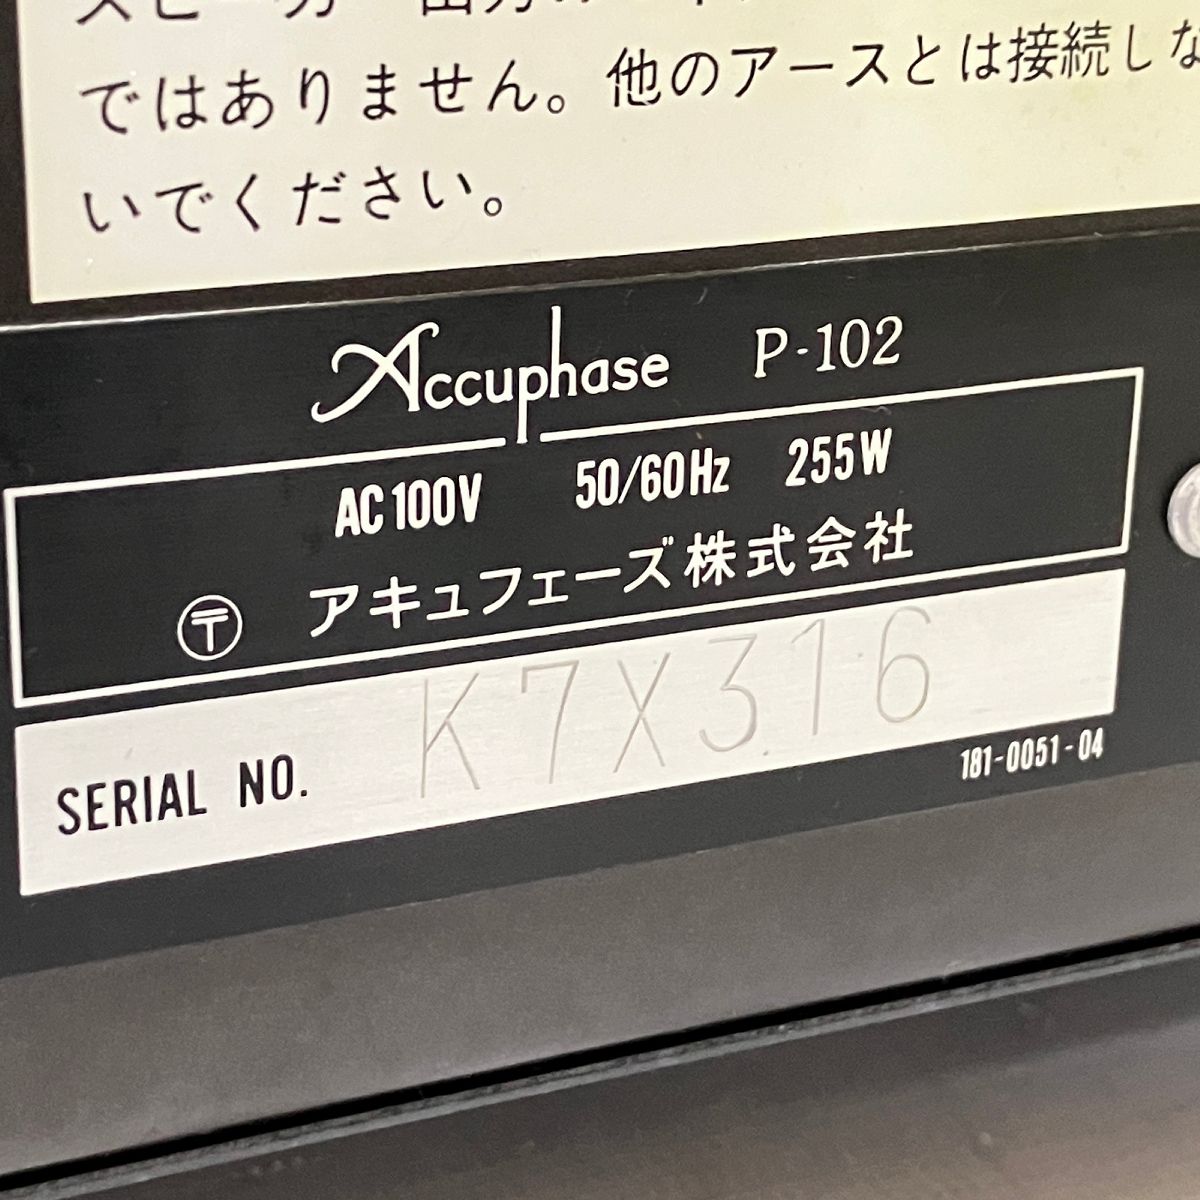 ではありません。他のアースとは接続しな
いでください。
Accuphase P-102
AC100V 50/60Hz 255W
〒 アキュフェーズ株式会社
SERIAL NO. K7X316
181-0051-04